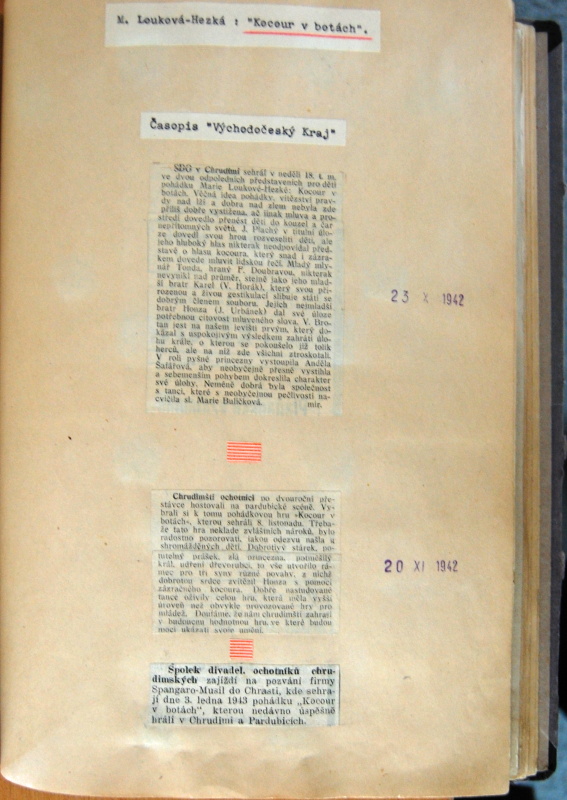 M. Louková-Hezká : "Kocour v botách".
Časopis "Východočeský Kraj"
SDO v Chrudimi sehrál v neděli 18. t. m.
ve dvou odpoledních představeních pro děti
pohádku Marie Loukové-Hezké: Kocour v
botách. Věčná idea pohádky, vítězství prav-
dy nad lží a dobra nad zlem nebyla zde
příliš dobře vystižena, ač jinak mluva a pro-
středí dovedlo přenést děti do kouzel a čar
nepřítomných světů. J. Plachý v titulní úlo-
ze dovedl svou hrou rozveseliti děti, ale
jeho hluboký hlas nikterak neodpovídal před-
stavě o hlasu kocoura, který snad i zázra-
kem dovede mluvit lidskou řečí. Mladý mly-
nář Tonda, hraný F. Doubravou, nikterak
nevynikl nad průměr, stejně jako jeho mlad-
ší bratr Karel (V. Horák), který svou při-
rozenou a živou gestikulací slibuje státi se
dobrým členem souboru. Jejich nejmladší
bratr Honza (J. Urbánek) dal své úloze
potřebnou citovost mluveného slova. V. Bro-
žan jest na našem jevišti prvým, který do-
kázal s uspokojivým výsledkem zahráti úlo-
hu krále, o kterou se pokoušelo již tolik
herců, ale na níž zde všichni ztroskotali.
V roli pyšné princezny vystoupila Anděla
Šafářová, aby neobyčejně přesně vystihla
a sebemenším pohybem dokreslila charakter
své úlohy. Neméně dobrá byla společnost
s tanci, které s neobyčejnou pečlivostí na-
cvičila sl. Marie Baličková. mir.
23 X 1942
Chrudimští ochotníci po dvouroční pře-
stávce hostovali na pardubické scéně. Vy-
brali si k tomu pohádkovou hru »Kocour v
botách«, kterou sehráli 8. listopadu. Třeba-
že tato hra neklade zvláštních nároků, bylo
radostno pozorovati, jakou odezvu našla u
shromážděných dětí. Dobrotivý stárek,
prášek, zlá princezna, potměšilý
král, udření dřevorubci, to vše utvořilo rá-
mec pro tři syny různé povahy, z nichž
dobrotou srdce zvítězil Honza s pomocí
zázračného kocoura. Dobře nastudované
tance oživily celou hru, která měla vyšší
úroveň než obvykle provozované hry pro
mládež. Doufáme, že nám chrudimští zahrají
v budoucnu hodnotnou hru, ve které budou
moci ukázati svoje umění.
20 XI 1942
Spolek divadel. ochotníků chru-
dimských zajíždí na pozvání firmy
Spangaro-Musil do Chrasti, kde sehra-
jí dne 3. ledna 1943 pohádku „Kocour
v botách", kterou nedávno úspěšně
hráli v Chrudimi a Pardubicích.